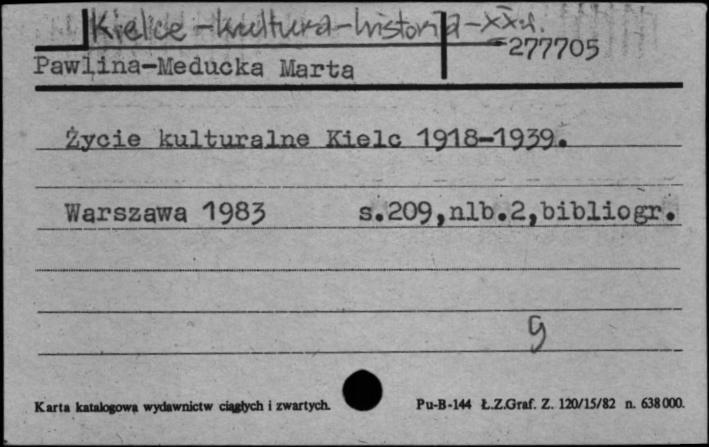 Kielce - kultura - historia - XX w.
277705
Pawlina-Meducka Marta
Życie kulturalne Kielc 1918-1939.
Warszawa 1983 s.209,nlb.2,bibliogr.
9
Karta katalogowa wydawnictw ciągłych i zwartych. Pu-B-144 Ł.Z.Graf. Z. 120/15/82 n. 638 000.